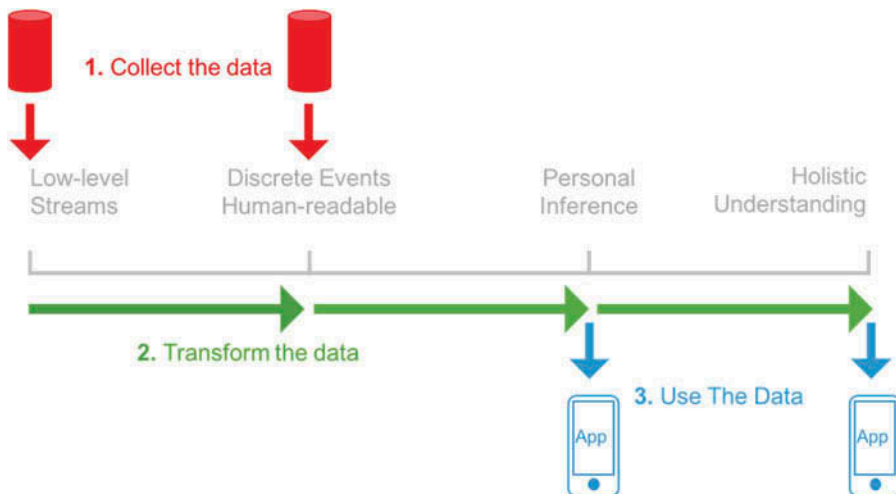 1. Collect the data
Low-level
Streams
Discrete Events
Human-readable
Personal
Inference
Holistic
Understanding
2. Transform the data
3. Use The Data
App
App